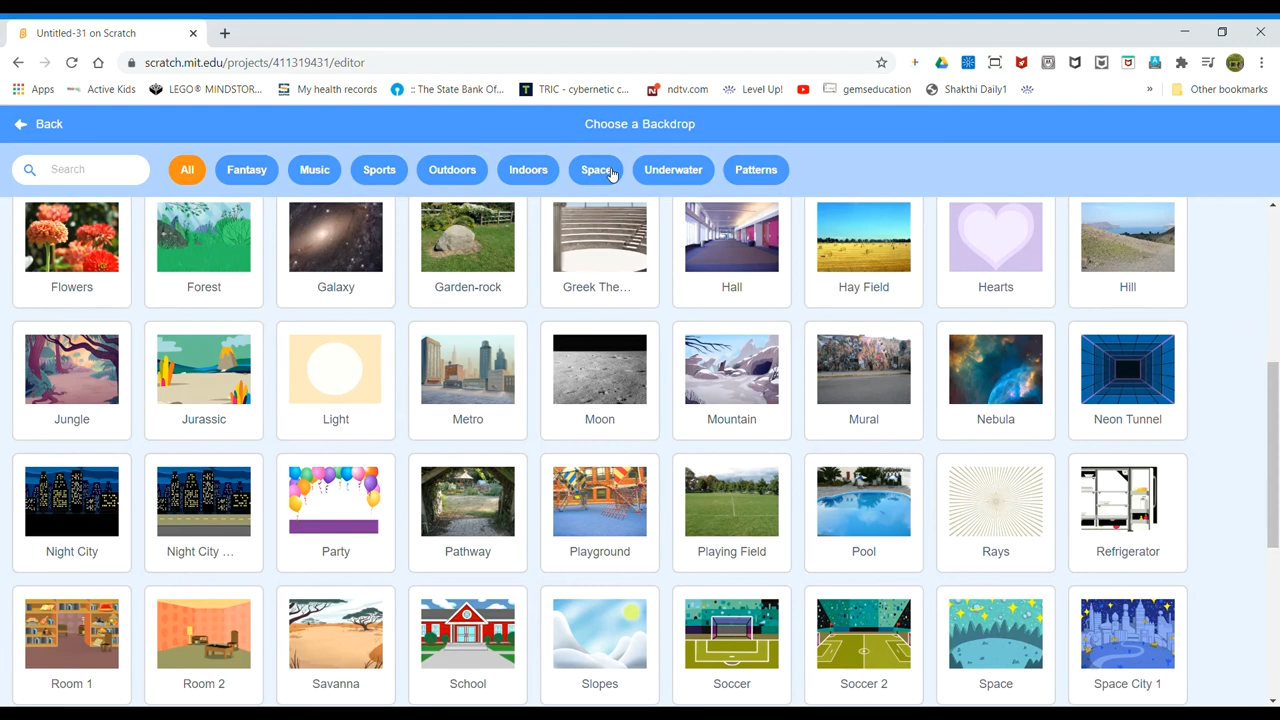 Untitled-31 on Scratch
scratch.mit.edu/projects/411319431/editor
Apps Active Kids LEGO® MINDSTOR... My health records :: The State Bank Of... TRIC - cybernetic c... ndtv.com Level Up! gemseducation Shakthi Daily1 » Other bookmarks
Back Choose a Backdrop
Search All Fantasy Music Sports Outdoors Indoors Space Underwater Patterns
Flowers Forest Galaxy Garden-rock Greek The... Hall Hay Field Hearts Hill
Jungle Jurassic Light Metro Moon Mountain Mural Nebula Neon Tunnel
Night City Night City ... Party Pathway Playground Playing Field Pool Rays Refrigerator
Room 1 Room 2 Savanna School Slopes Soccer Soccer 2 Space Space City 1